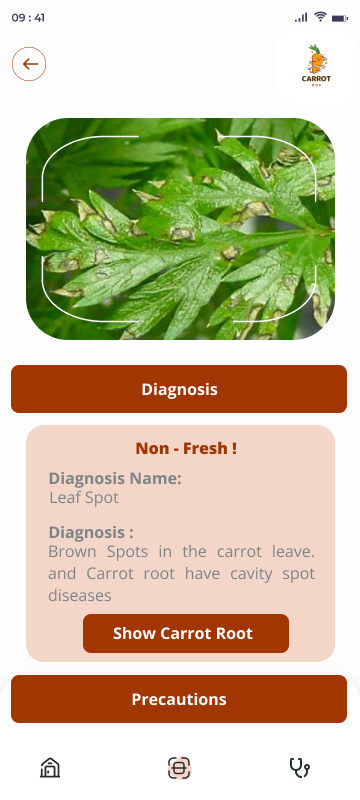 09 : 41
CARROT
Diagnosis
Non - Fresh !
Diagnosis Name:
Leaf Spot
Diagnosis :
Brown Spots in the carrot leave.
and Carrot root have cavity spot
diseases
Show Carrot Root
Precautions